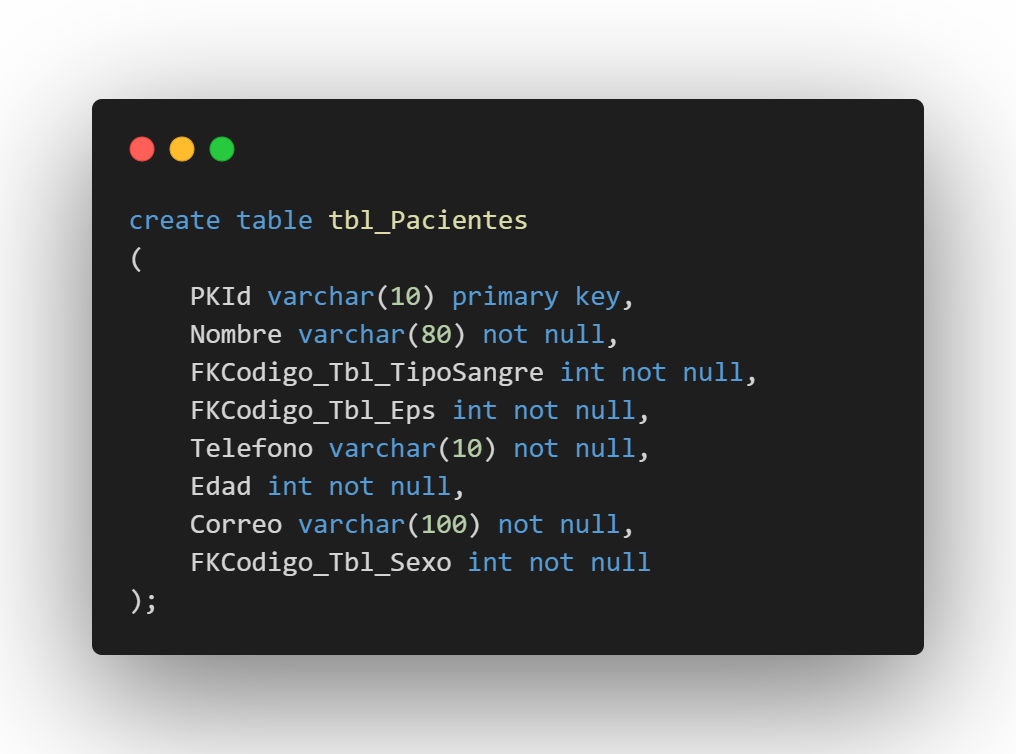 create table tbl_Pacientes
(
    PKId varchar(10) primary key,
    Nombre varchar(80) not null,
    FKCodigo_Tbl_TipoSangre int not null,
    FKCodigo_Tbl_Eps int not null,
    Telefono varchar(10) not null,
    Edad int not null,
    Correo varchar(100) not null,
    FKCodigo_Tbl_Sexo int not null
);